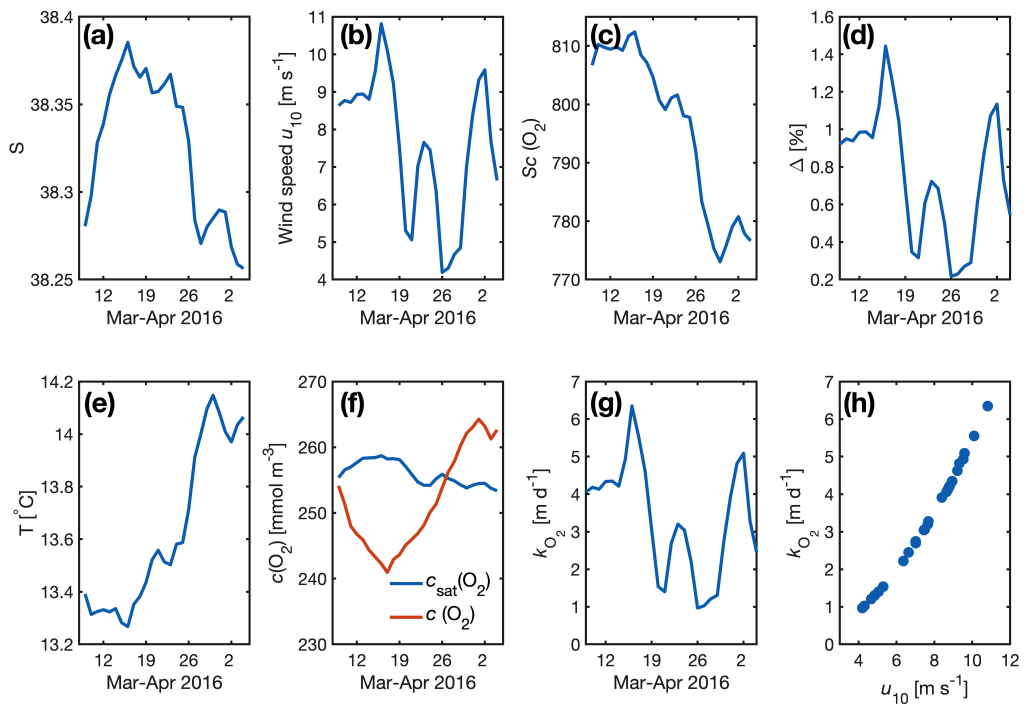 (a)
38.4
38.35
38.3
38.25
S
12 19 26 2
Mar-Apr 2016
(b)
11
10
9
8
7
6
5
4
Wind speed u10 [m s-1]
12 19 26 2
Mar-Apr 2016
(c)
810
800
790
780
770
Sc (O2)
12 19 26 2
Mar-Apr 2016
(d)
1.6
1.4
1.2
1
0.8
0.6
0.4
0.2
Δ [%]
12 19 26 2
Mar-Apr 2016
(e)
14.2
14
13.8
13.6
13.4
13.2
T [°C]
12 19 26 2
Mar-Apr 2016
(f)
270
260
250
240
230
c(O2) [mmol m-3]
csat(O2)
c (O2)
12 19 26 2
Mar-Apr 2016
(g)
7
6
5
4
3
2
1
0
kO2 [m d-1]
12 19 26 2
Mar-Apr 2016
(h)
7
6
5
4
3
2
1
0
kO2 [m d-1]
4 6 8 10 12
u10 [m s-1]